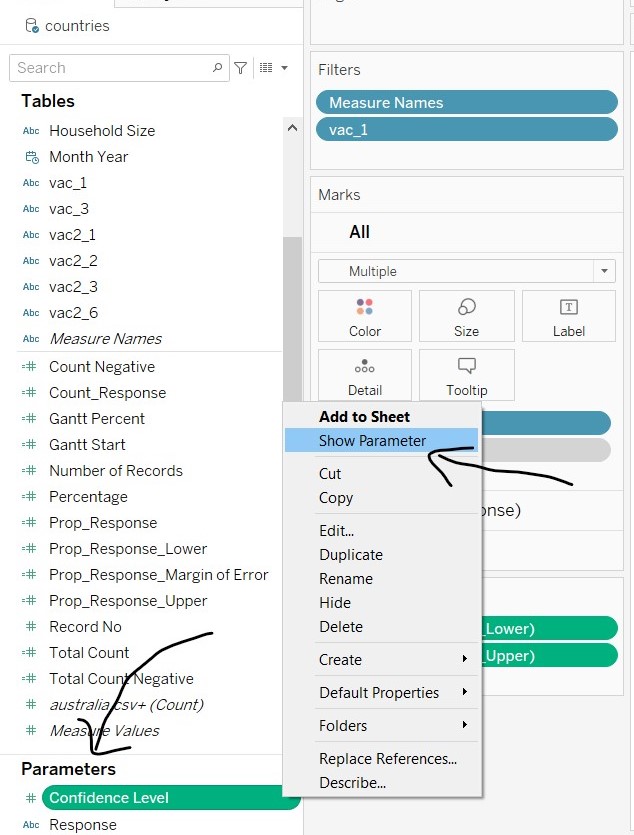 countries
Search
Tables
Abc Household Size
Month Year
Abc vac_1
Abc vac_3
Abc vac2_1
Abc vac2_2
Abc vac2_3
Abc vac2_6
Abc Measure Names
Count Negative
Count_Response
Gantt Percent
Gantt Start
Number of Records
Percentage
Prop_Response
Prop_Response_Lower
Prop_Response_Margin of Error
Prop_Response_Upper
Record No
Total Count
Total Count Negative
australia.csv+ (Count)
Measure Values
Parameters
Confidence Level
Abc Response
Filters
Measure Names
vac_1
Marks
All
Multiple
Color Size Label
Detail Tooltip
Add to Sheet
Show Parameter
Cut
Copy
Edit...
Duplicate
Rename
Hide
Delete
Create
Default Properties
Folders
Replace References...
Describe...
onse)
_Lower)
_Upper)